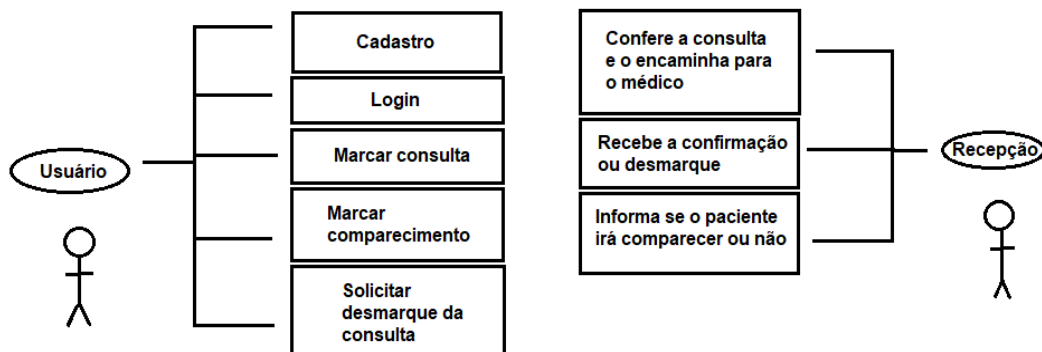 Usuário
Cadastro
Login
Marcar consulta
Marcar
comparecimento
Solicitar
desmarque da
consulta
Confere a consulta
e o encaminha para
o médico
Recebe a confirmação
ou desmarque
Informa se o paciente
irá comparecer ou não
Recepção